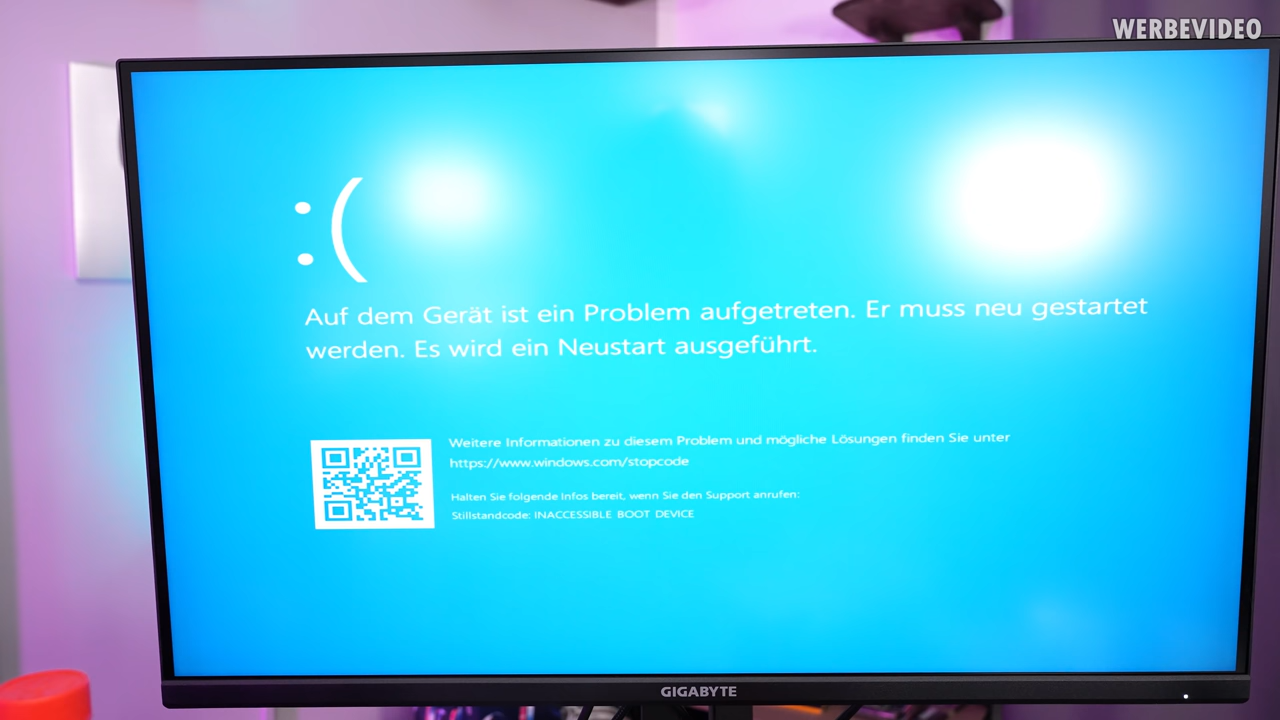 WERBEVIDEO
:(
Auf dem Gerät ist ein Problem aufgetreten. Er muss neu gestartet
werden. Es wird ein Neustart ausgeführt.
Weitere Informationen zu diesem Problem und mögliche Lösungen finden Sie unter
https://www.windows.com/stopcode
Halten Sie folgende Infos bereit, wenn Sie den Support anrufen:
Stillstandcode: INACCESSIBLE BOOT DEVICE
GIGABYTE